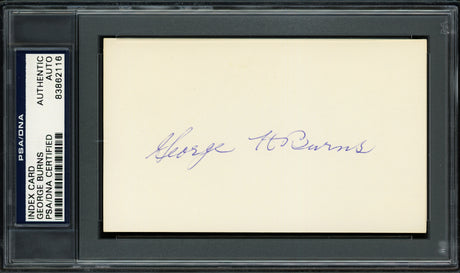 PSA/DNA
INDEX CARD
GEORGE BURNS
PSA/DNA CERTIFIED
AUTHENTIC
AUTO
83862116
George H Burns